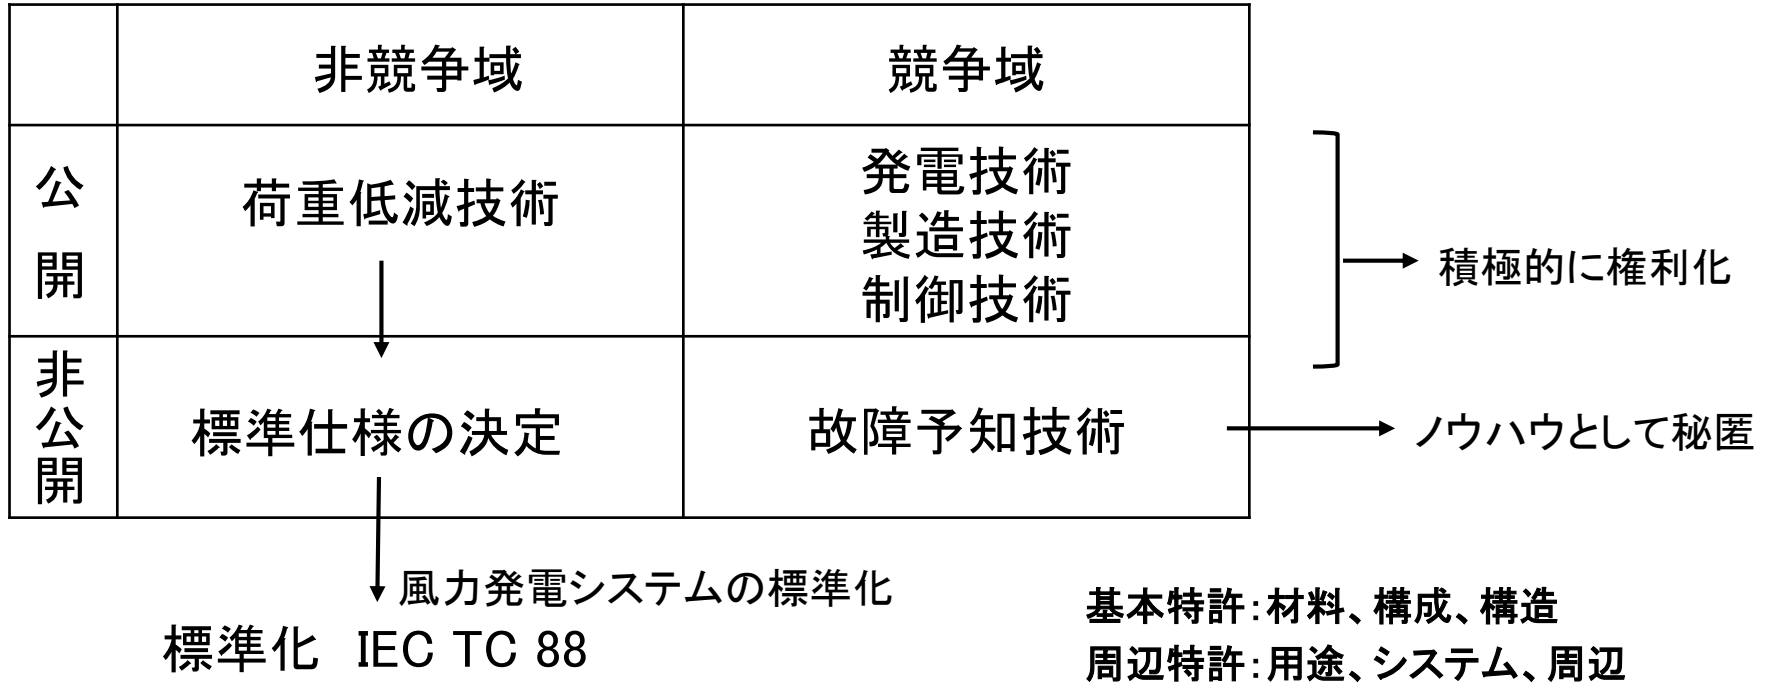 非競争域
競争域
公開
荷重低減技術
発電技術
製造技術
制御技術
積極的に権利化
非公開
標準仕様の決定
故障予知技術
ノウハウとして秘匿
風力発電システムの標準化
標準化　IEC TC 88
基本特許：材料、構成、構造
周辺特許：用途、システム、周辺